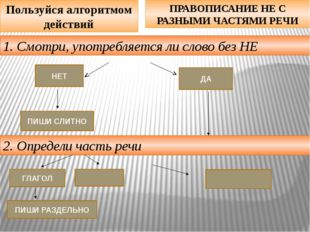 Пользуйся алгоритмом
действий
ПРАВОПИСАНИЕ НЕ С
РАЗНЫМИ ЧАСТЯМИ РЕЧИ
1. Смотри, употребляется ли слово без НЕ
НЕТ
ДА
ПИШИ СЛИТНО
2. Определи часть речи
ГЛАГОЛ
ПИШИ РАЗДЕЛЬНО